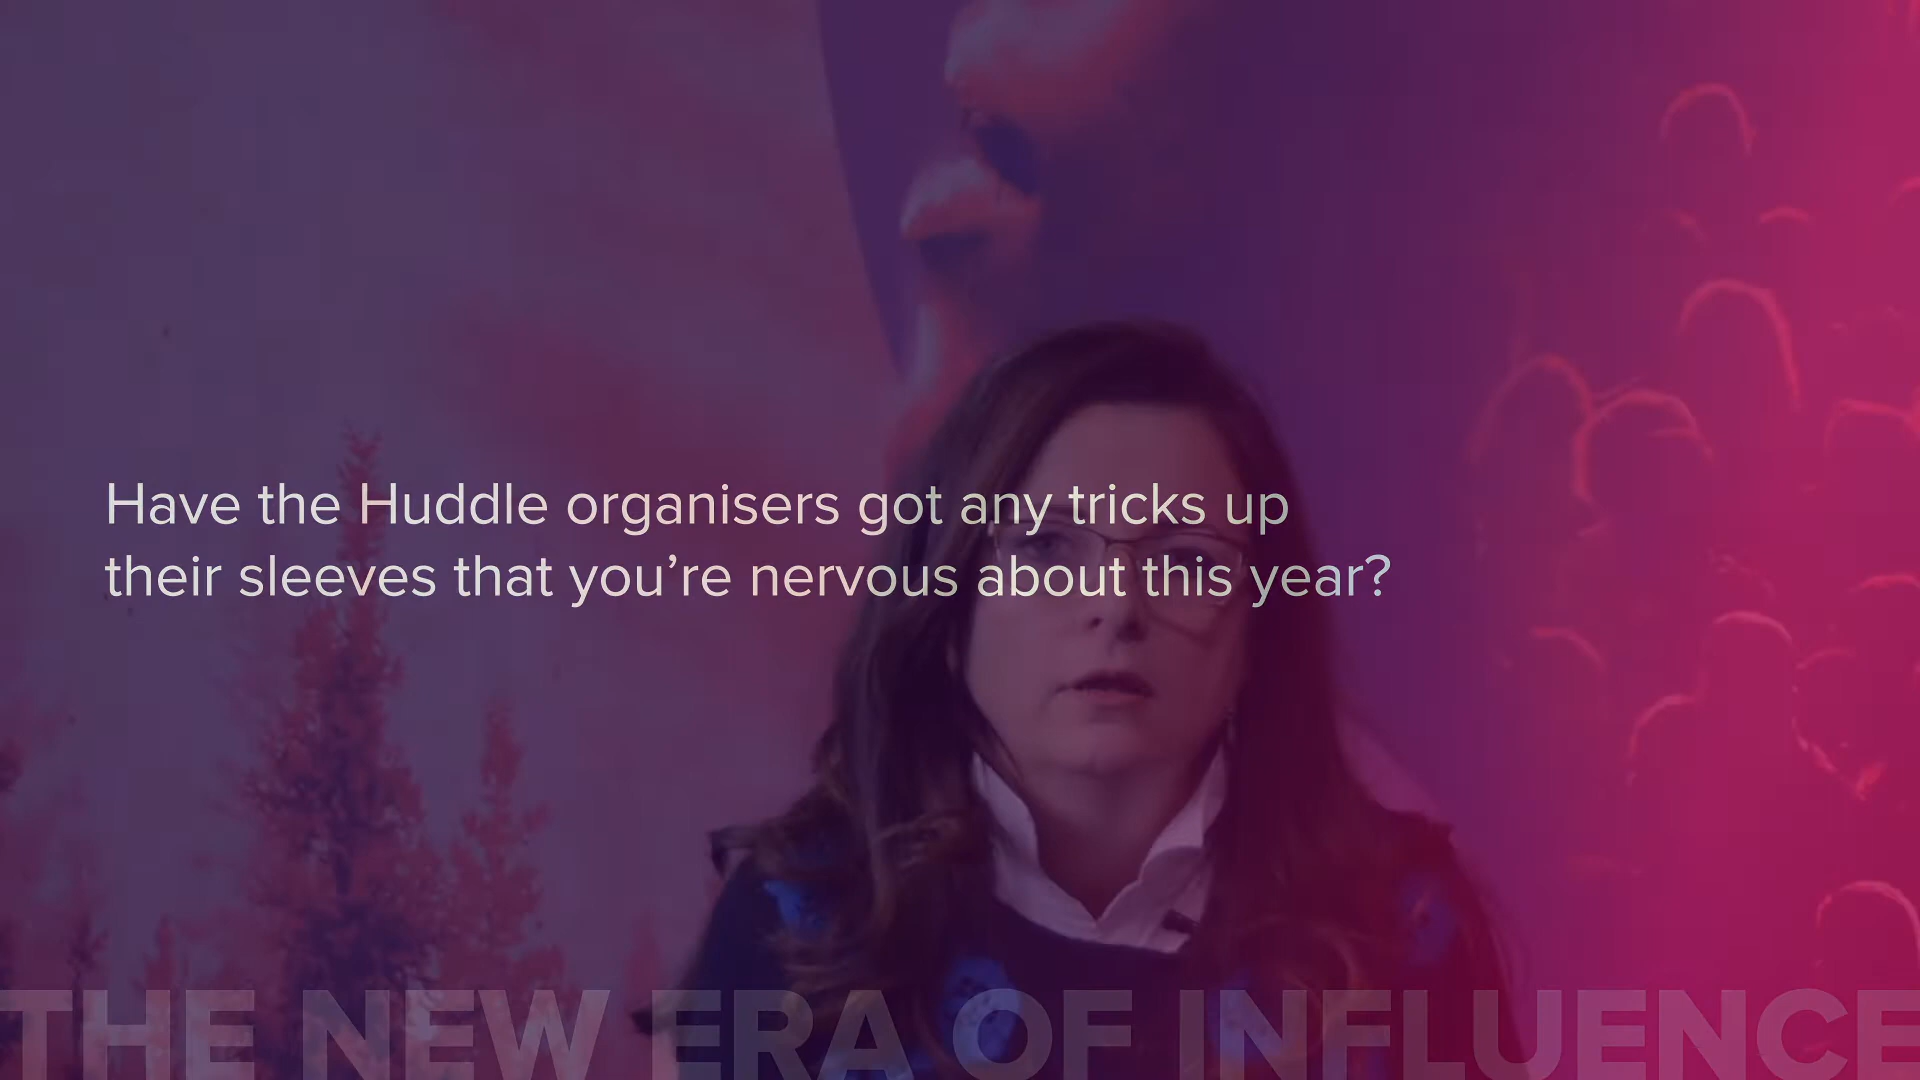 Have the Huddle organisers got any tricks up
their sleeves that you’re nervous about this year?
THE NEW ERA OF INFLUENCE